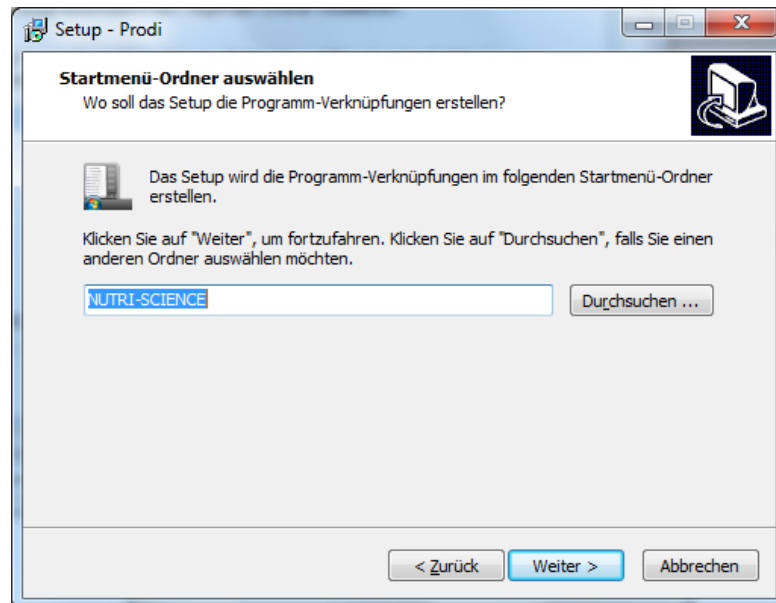 Setup - Prodi
Startmenü-Ordner auswählen
Wo soll das Setup die Programm-Verknüpfungen erstellen?
Das Setup wird die Programm-Verknüpfungen im folgenden Startmenü-Ordner
erstellen.
Klicken Sie auf "Weiter", um fortzufahren. Klicken Sie auf "Durchsuchen", falls Sie einen
anderen Ordner auswählen möchten.
NUTRI-SCIENCE
Durchsuchen ...
< Zurück
Weiter >
Abbrechen